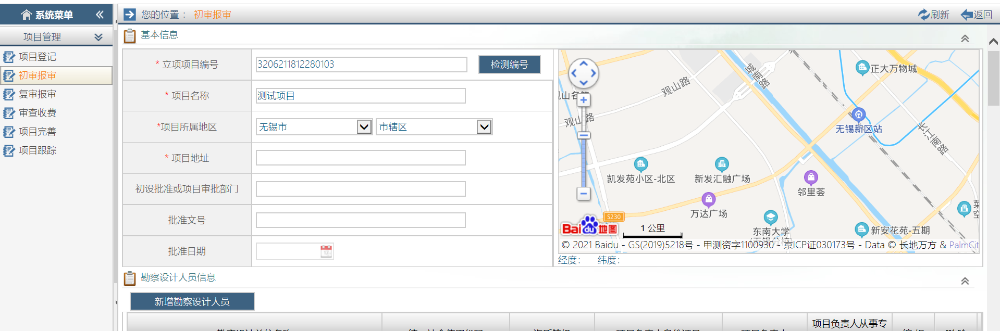 系统菜单
项目管理
项目登记
初审报审
复审报审
审查收费
项目完善
项目跟踪
您的位置： 初审报审
刷新 返回
基本信息
* 立项项目编号 3206211812280103 检测编号
* 项目名称 测试项目
*项目所属地区 无锡市 市辖区
* 项目地址
初设批准或项目审批部门
批准文号
批准日期
12
城南路
观山路
正大万物城
观山路
无锡新区站
长江南路
凯发苑小区-北区
新发汇融广场
邻里荟
万达广场
S230
Bai du 地图
1 公里
东南大学
新安花苑-五期
© 2021 Baidu - GS(2019)5218号 - 甲测资字1100930 - 京ICP证030173号 - Data © 长地万方 & PalmCit
经度： 纬度：
勘察设计人员信息
新增勘察设计人员
项目负责人从事专